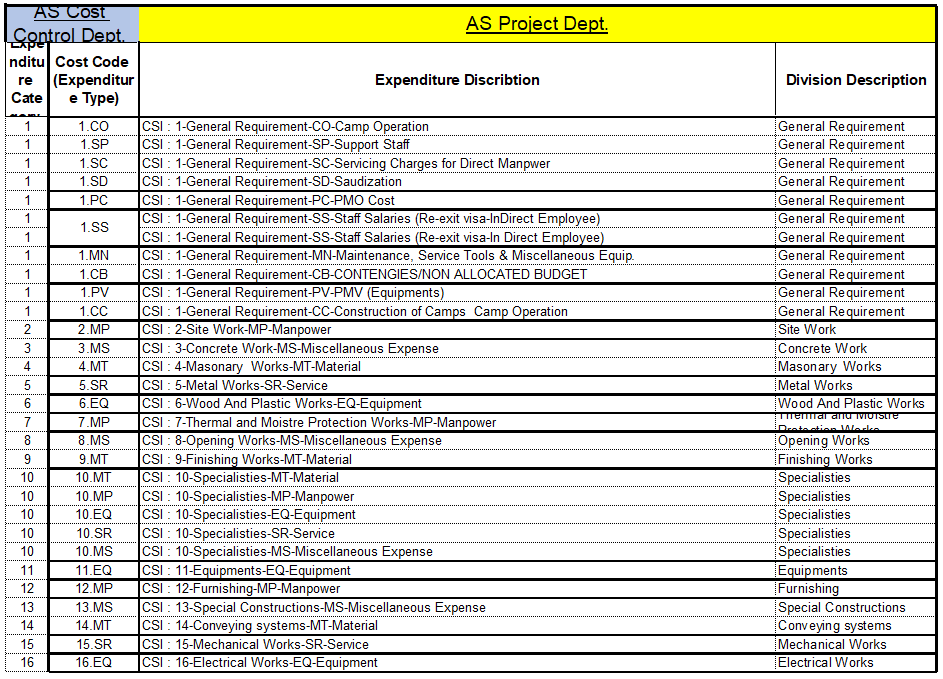 AS Cost
Control Dept.
AS Project Dept.
Expe
nditu
re
Cate
gory
Cost Code
(Expenditur
e Type)
Expenditure Discribtion
Division Description
1 1.CO CSI : 1-General Requirement-CO-Camp Operation General Requirement
1 1.SP CSI : 1-General Requirement-SP-Support Staff General Requirement
1 1.SC CSI : 1-General Requirement-SC-Servicing Charges for Direct Manpwer General Requirement
1 1.SD CSI : 1-General Requirement-SD-Saudization General Requirement
1 1.PC CSI : 1-General Requirement-PC-PMO Cost General Requirement
1 1.SS CSI : 1-General Requirement-SS-Staff Salaries (Re-exit visa-InDirect Employee) General Requirement
1 CSI : 1-General Requirement-SS-Staff Salaries (Re-exit visa-In Direct Employee) General Requirement
1 1.MN CSI : 1-General Requirement-MN-Maintenance, Service Tools & Miscellaneous Equip. General Requirement
1 1.CB CSI : 1-General Requirement-CB-CONTENGIES/NON ALLOCATED BUDGET General Requirement
1 1.PV CSI : 1-General Requirement-PV-PMV (Equipments) General Requirement
1 1.CC CSI : 1-General Requirement-CC-Construction of Camps Camp Operation General Requirement
2 2.MP CSI : 2-Site Work-MP-Manpower Site Work
3 3.MS CSI : 3-Concrete Work-MS-Miscellaneous Expense Concrete Work
4 4.MT CSI : 4-Masonary Works-MT-Material Masonary Works
5 5.SR CSI : 5-Metal Works-SR-Service Metal Works
6 6.EQ CSI : 6-Wood And Plastic Works-EQ-Equipment Wood And Plastic Works
7 7.MP CSI : 7-Thermal and Moistre Protection Works-MP-Manpower Thermal and Moistre
Protection Works
8 8.MS CSI : 8-Opening Works-MS-Miscellaneous Expense Opening Works
9 9.MT CSI : 9-Finishing Works-MT-Material Finishing Works
10 10.MT CSI : 10-Specialisties-MT-Material Specialisties
10 10.MP CSI : 10-Specialisties-MP-Manpower Specialisties
10 10.EQ CSI : 10-Specialisties-EQ-Equipment Specialisties
10 10.SR CSI : 10-Specialisties-SR-Service Specialisties
10 10.MS CSI : 10-Specialisties-MS-Miscellaneous Expense Specialisties
11 11.EQ CSI : 11-Equipments-EQ-Equipment Equipments
12 12.MP CSI : 12-Furnishing-MP-Manpower Furnishing
13 13.MS CSI : 13-Special Constructions-MS-Miscellaneous Expense Special Constructions
14 14.MT CSI : 14-Conveying systems-MT-Material Conveying systems
15 15.SR CSI : 15-Mechanical Works-SR-Service Mechanical Works
16 16.EQ CSI : 16-Electrical Works-EQ-Equipment Electrical Works